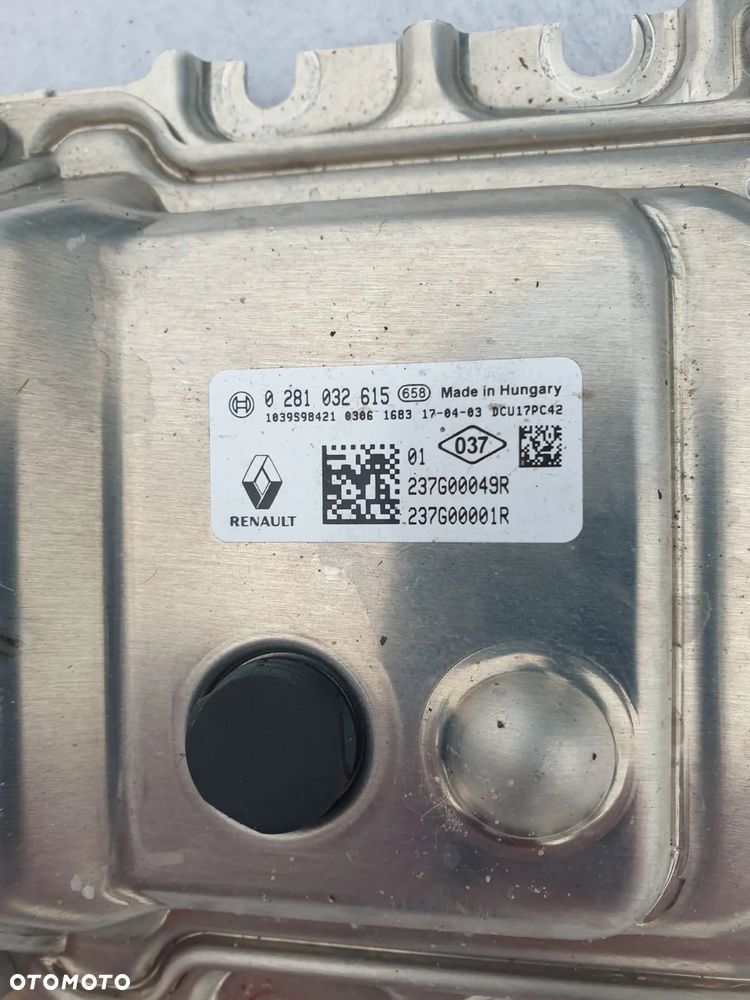 0 281 032 615 658 Made in Hungary
1039S98421 0306 1683 17-04-03 DCU17PC42
01 037
237G00049R
RENAULT 237G00001R
OTOMOTO